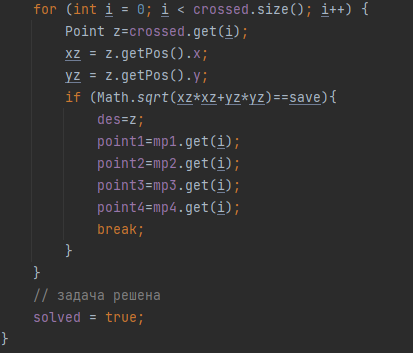 for (int i = 0; i < crossed.size(); i++) {
Point z=crossed.get(i);
xz = z.getPos().x;
yz = z.getPos().y;
if (Math.sqrt(xz*xz+yz*yz)==save){
des=z;
point1=mp1.get(i);
point2=mp2.get(i);
point3=mp3.get(i);
point4=mp4.get(i);
break;
}
}
// задача решена
solved = true;
}